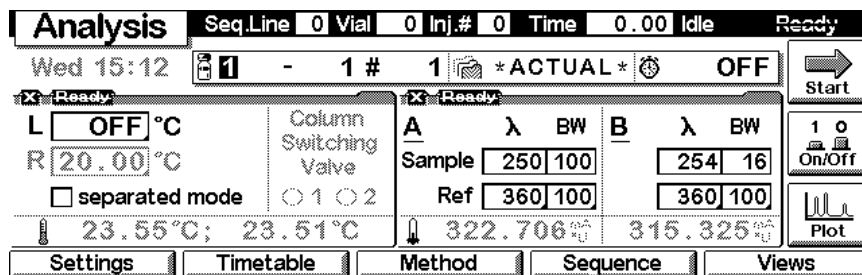 Analysis Seq.Line 0 Vial 0 Inj.# 0 Time 0.00 Idle Ready
Wed 15:12 1 - 1 # 1 *ACTUAL* OFF
Start
X Ready
L OFF °C
R 20.00 °C
separated mode
Column
Switching
Valve
1 2
23.55°C; 23.51°C
X Ready
A λ BW B λ BW
Sample 250 100 254 16
Ref 360 100 360 100
322.706 315.325
1 0
On/Off
Plot
Settings Timetable Method Sequence Views